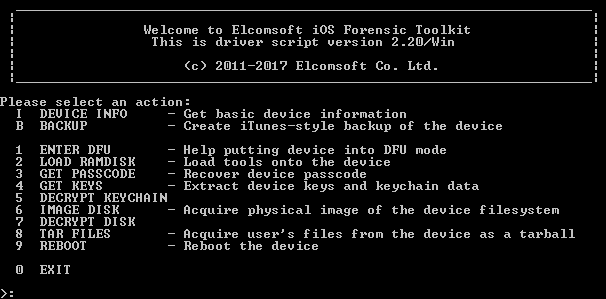 Welcome to Elcomsoft iOS Forensic Toolkit
This is driver script version 2.20/Win
(c) 2011-2017 Elcomsoft Co. Ltd.
Please select an action:
I DEVICE INFO - Get basic device information
B BACKUP - Create iTunes-style backup of the device
1 ENTER DFU - Help putting device into DFU mode
2 LOAD RAMDISK - Load tools onto the device
3 GET PASSCODE - Recover device passcode
4 GET KEYS - Extract device keys and keychain data
5 DECRYPT KEYCHAIN
6 IMAGE DISK - Acquire physical image of the device filesystem
7 DECRYPT DISK
8 TAR FILES - Acquire user's files from the device as a tarball
9 REBOOT - Reboot the device
0 EXIT
>: